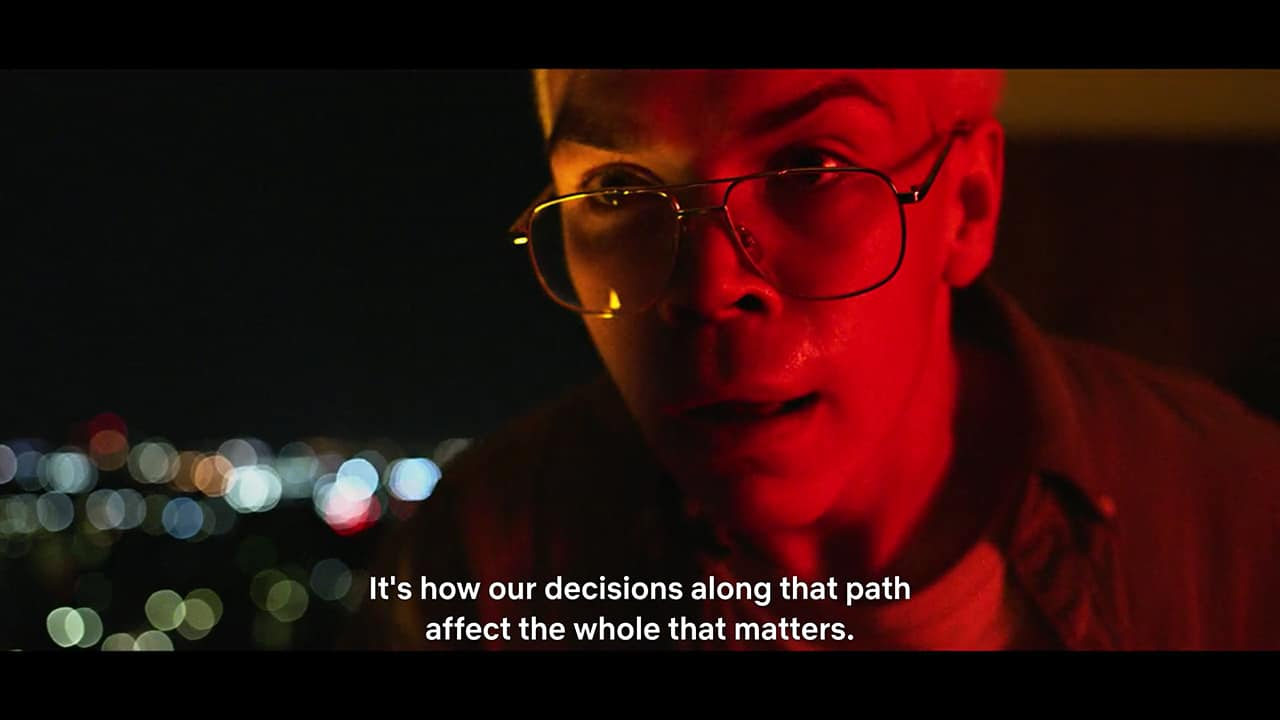 It's how our decisions along that path
affect the whole that matters.